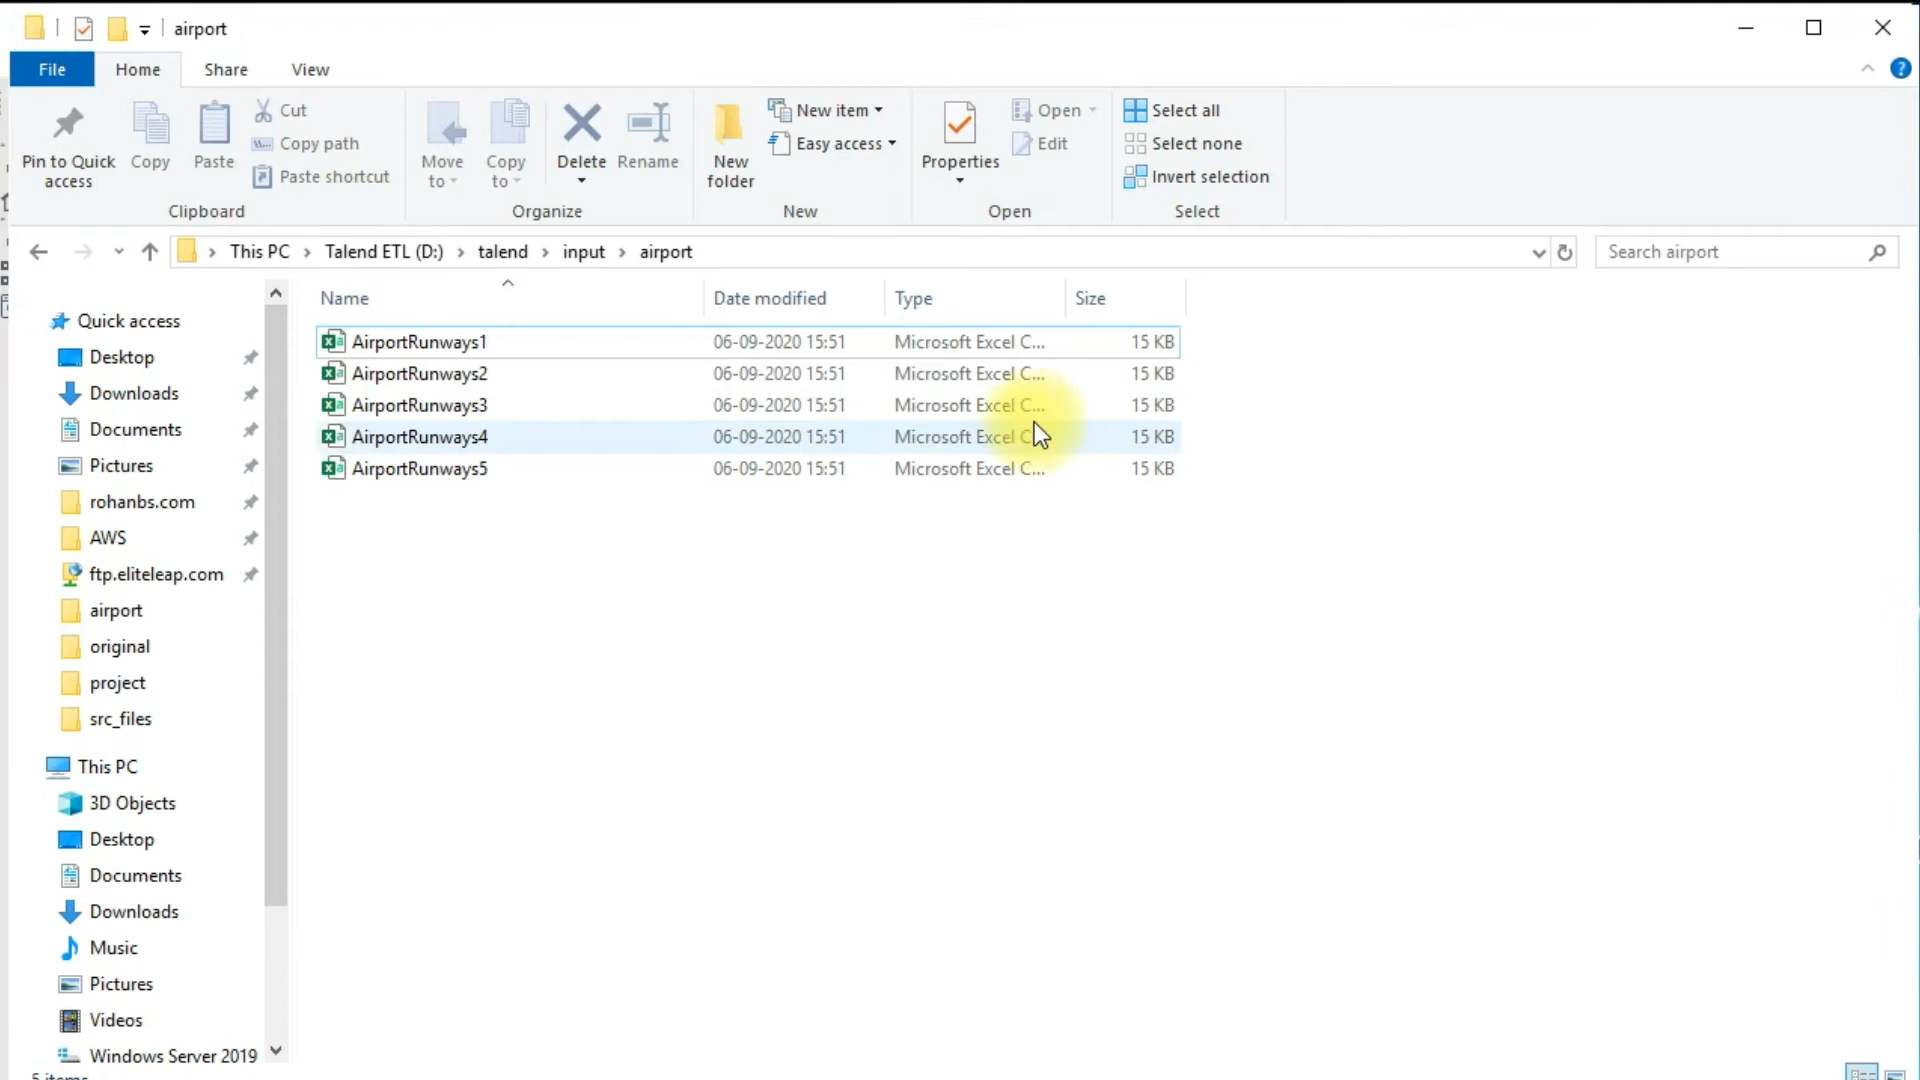 airport
File Home Share View
Pin to Quick access
Copy
Paste
Cut
Copy path
Paste shortcut
Clipboard
Move to
Copy to
Delete
Rename
Organize
New folder
New item
Easy access
New
Properties
Open
Edit
Open
Select all
Select none
Invert selection
Select
This PC Talend ETL (D:) talend input airport
Search airport
Name Date modified Type Size
AirportRunways1 06-09-2020 15:51 Microsoft Excel C... 15 KB
AirportRunways2 06-09-2020 15:51 Microsoft Excel C... 15 KB
AirportRunways3 06-09-2020 15:51 Microsoft Excel C... 15 KB
AirportRunways4 06-09-2020 15:51 Microsoft Excel 15 KB
AirportRunways5 06-09-2020 15:51 Microsoft Excel C... 15 KB
Quick access
Desktop
Downloads
Documents
Pictures
rohanbs.com
AWS
ftp.eliteleap.com
airport
original
project
src_files
This PC
3D Objects
Desktop
Documents
Downloads
Music
Pictures
Videos
Windows Server 2019
5 items